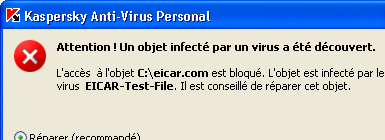 Kaspersky Anti-Virus Personal
Attention ! Un objet infecté par un virus a été découvert.
L'accès à l'objet C:\eicar.com est bloqué. L'objet est infecté par le
virus EICAR-Test-File. Il est conseillé de réparer cet objet.
Réparer (recommandé)